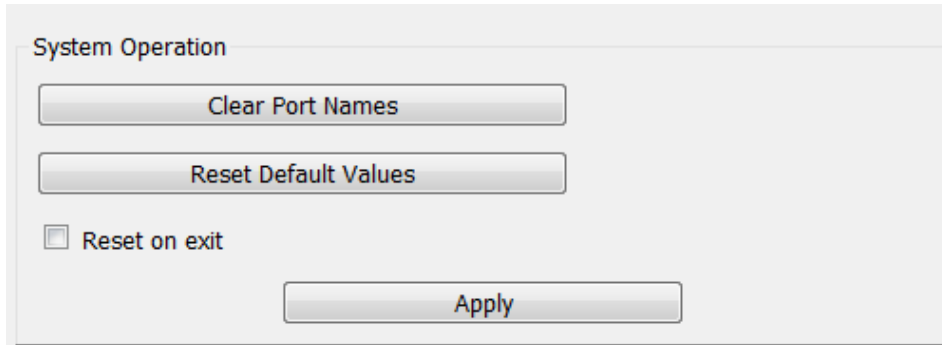 System Operation
Clear Port Names
Reset Default Values
Reset on exit
Apply